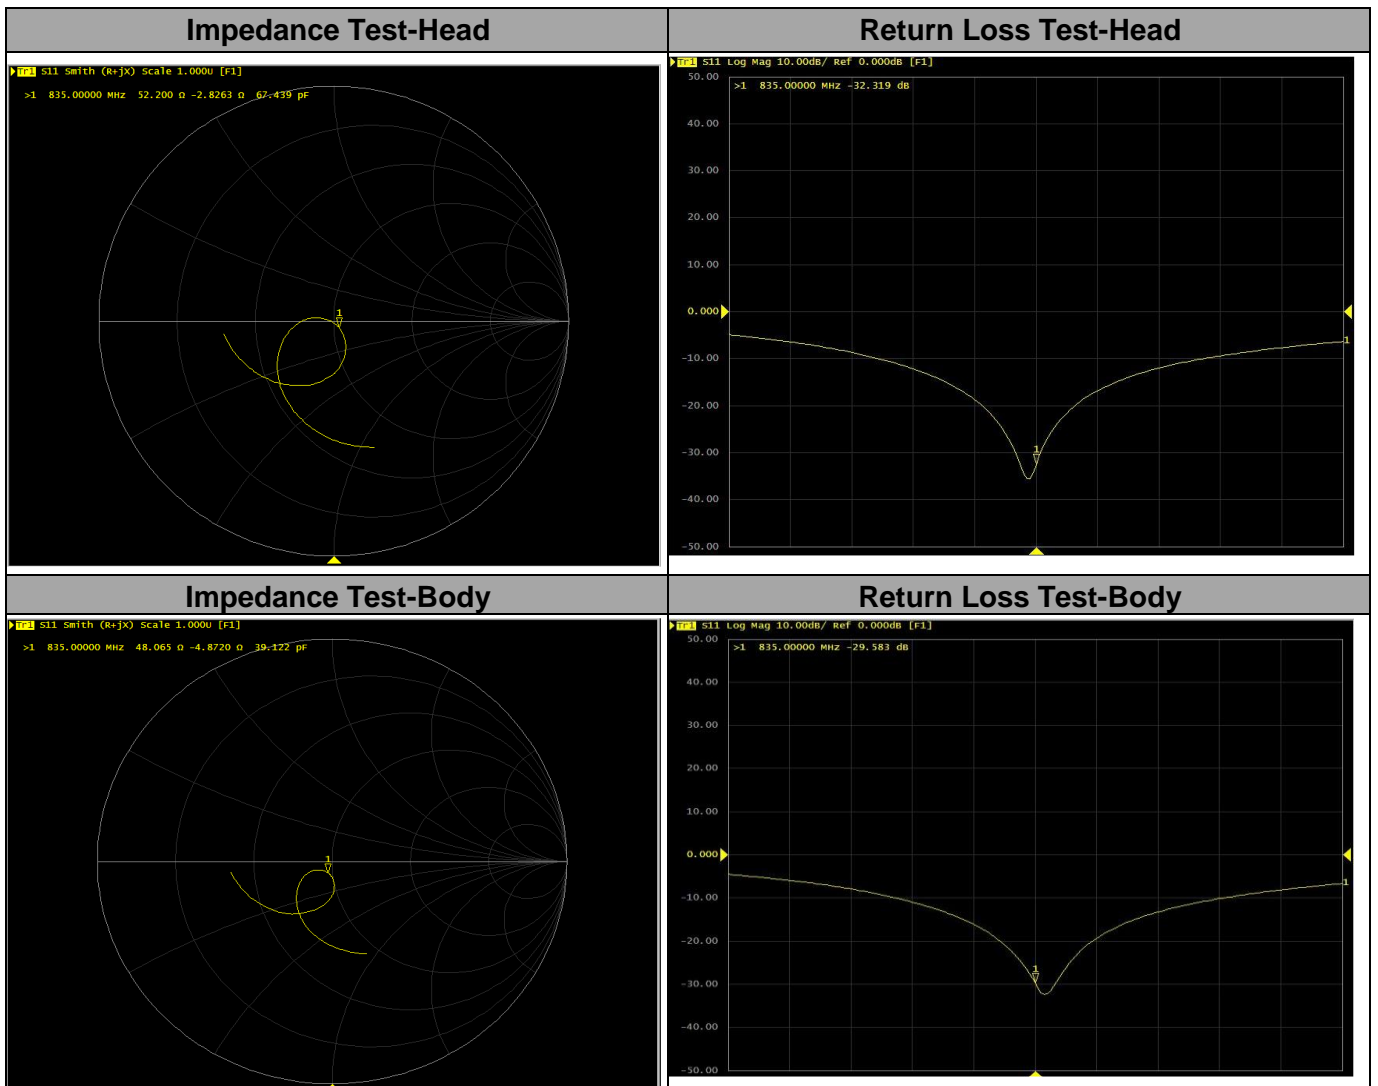 Impedance Test-Head
Return Loss Test-Head
Tr1 S11 Smith (R+jX) Scale 1.000U [F1]
>1 835.00000 MHz 52.200 Ω -2.8263 Ω 67.439 pF
1
Tr1 S11 Log Mag 10.00dB/ Ref 0.000dB [F1]
50.00
>1 835.00000 MHz -32.319 dB
40.00
30.00
20.00
10.00
0.000
1
-10.00
-20.00
1
-30.00
-40.00
-50.00
Impedance Test-Body
Return Loss Test-Body
Tr1 S11 Smith (R+jX) Scale 1.000U [F1]
>1 835.00000 MHz 48.065 Ω -4.8720 Ω 39.122 pF
1
Tr1 S11 Log Mag 10.00dB/ Ref 0.000dB [F1]
50.00
>1 835.00000 MHz -29.583 dB
40.00
30.00
20.00
10.00
0.000
1
-10.00
-20.00
1
-30.00
-40.00
-50.00